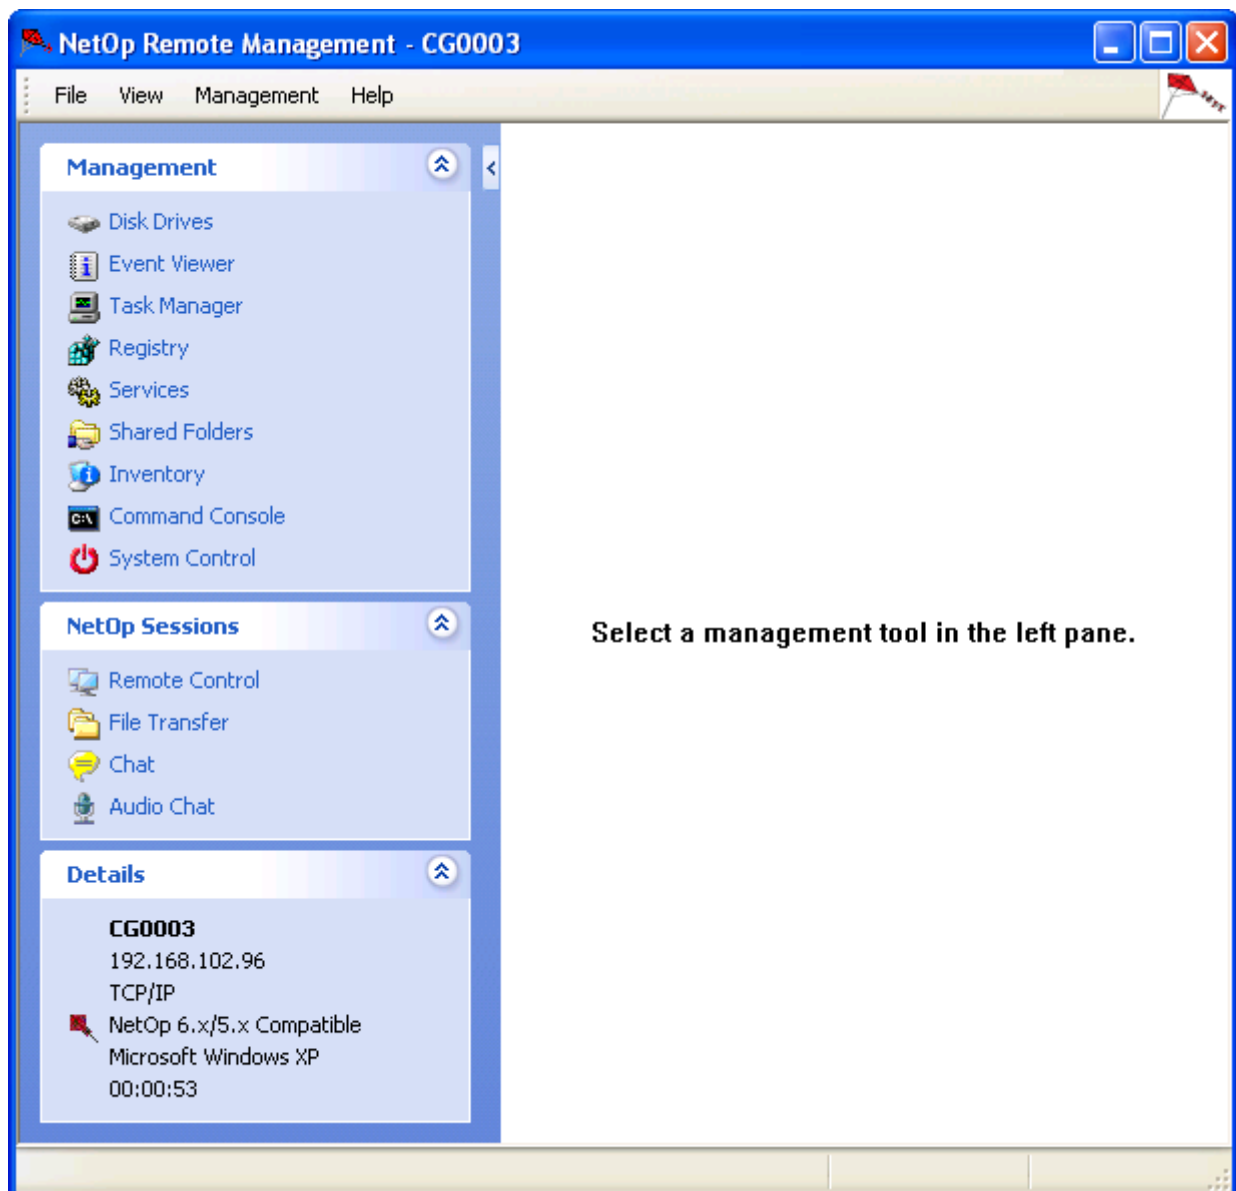 NetOp Remote Management - CG0003
File View Management Help
Management
Disk Drives
Event Viewer
Task Manager
Registry
Services
Shared Folders
Inventory
C:\
Command Console
System Control
NetOp Sessions
Remote Control
File Transfer
Chat
Audio Chat
Details
CG0003
192.168.102.96
TCP/IP
NetOp 6.x/5.x Compatible
Microsoft Windows XP
00:00:53
Select a management tool in the left pane.